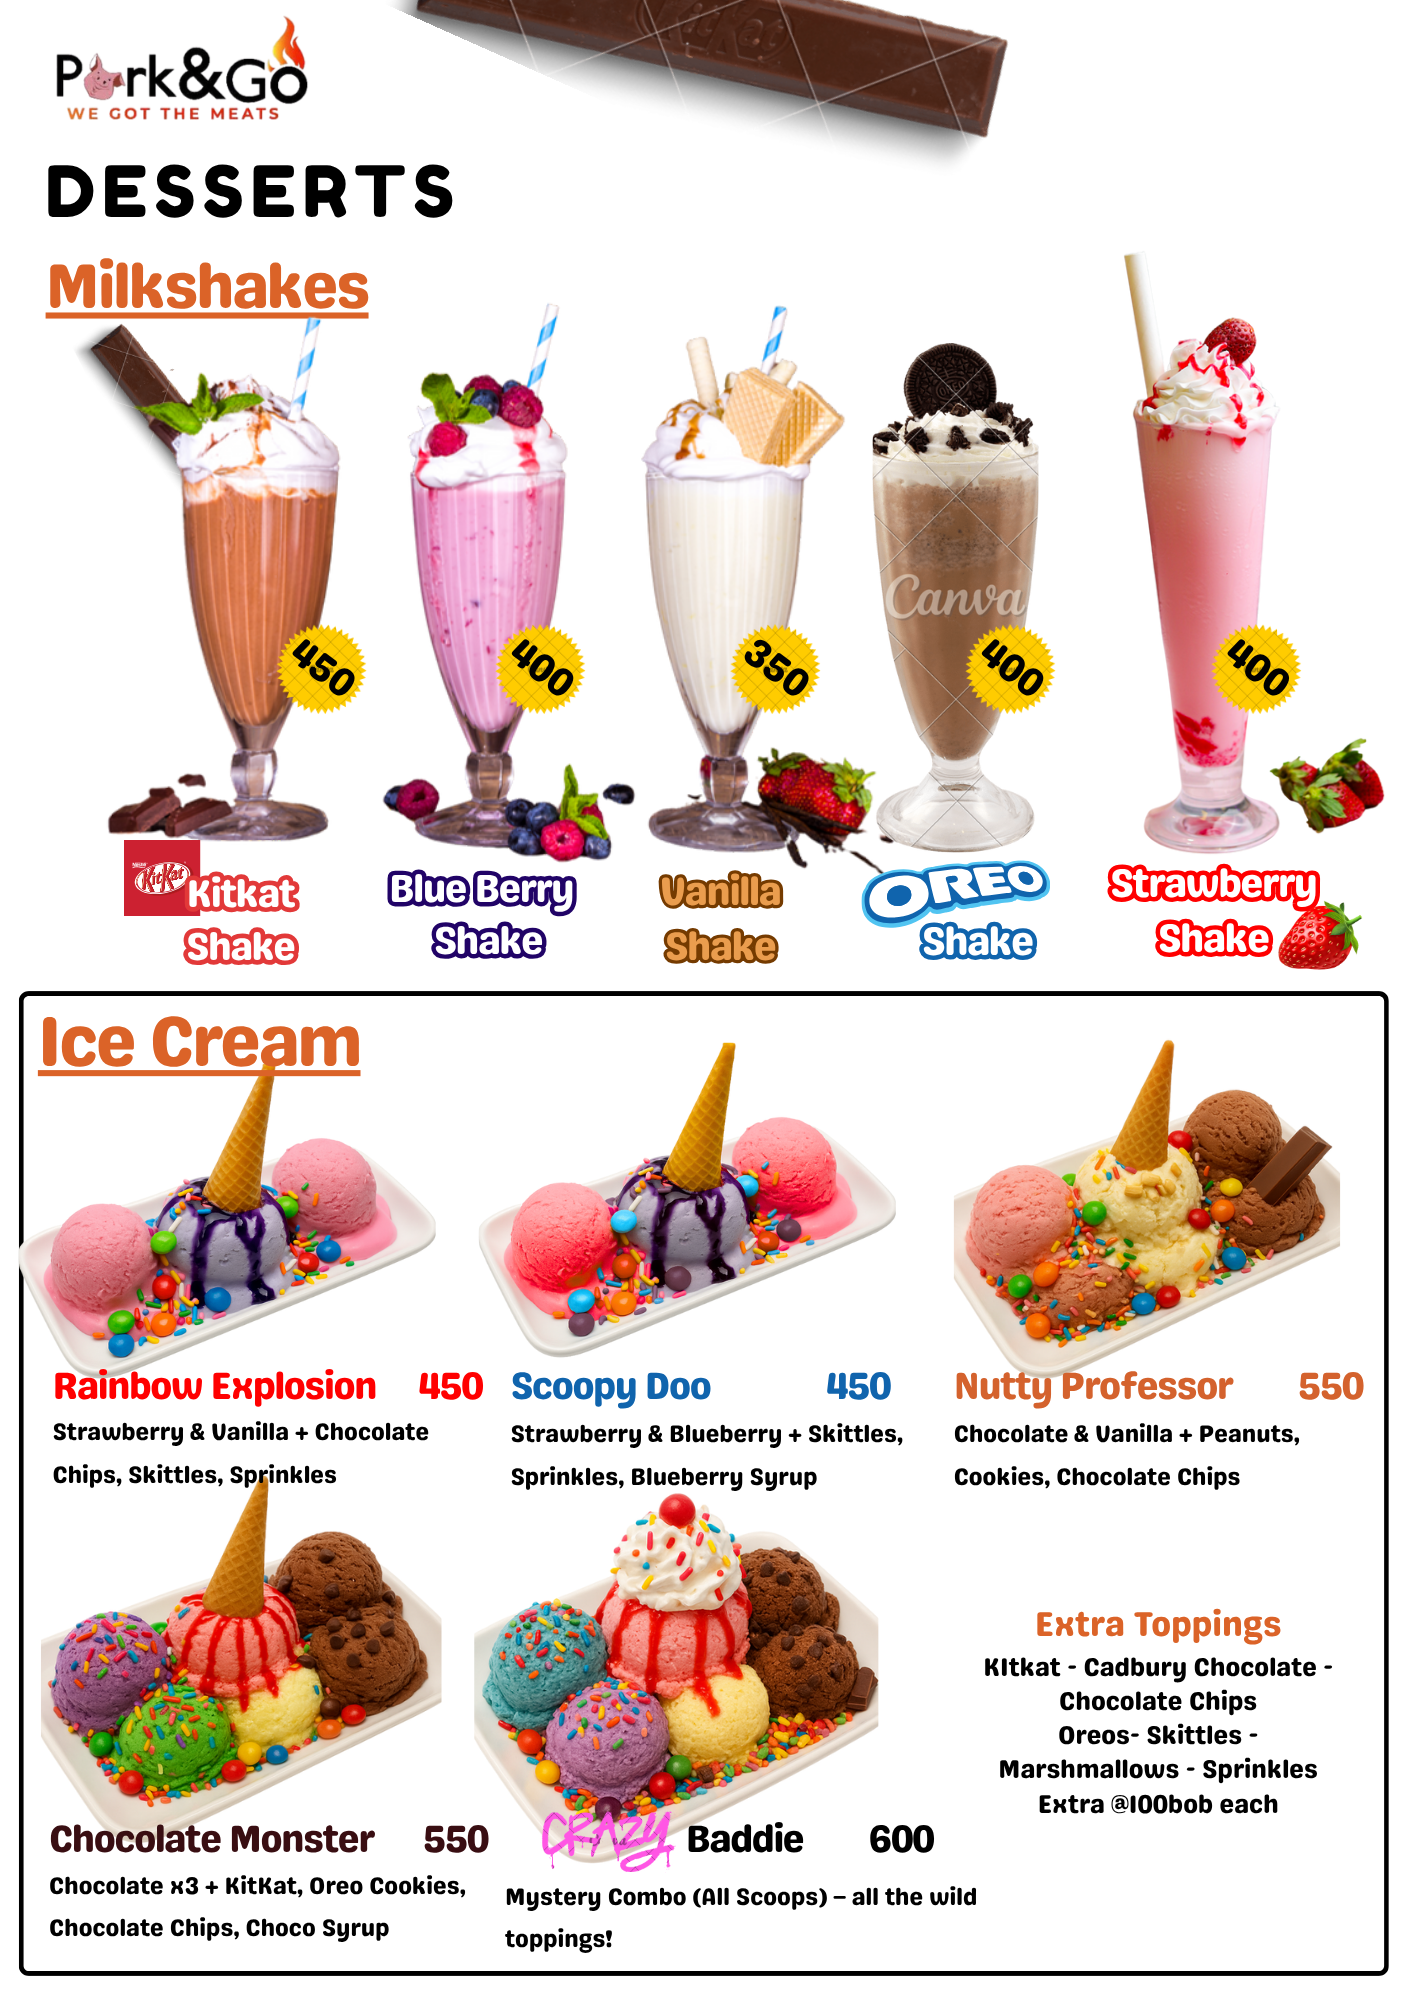 Pork&Go
WE GOT THE MEATS
KitKat
DESSERTS
Milkshakes
Canva
450
400
350
400
400
Nestle
KitKat
Kitkat
Shake
Blue Berry
Shake
Vanilla
Shake
OREO
Shake
Strawberry
Shake
Ice Cream
Rainbow Explosion 450
Strawberry & Vanilla + Chocolate
Chips, Skittles, Sprinkles
Scoopy Doo 450
Strawberry & Blueberry + Skittles,
Sprinkles, Blueberry Syrup
Nutty Professor 550
Chocolate & Vanilla + Peanuts,
Cookies, Chocolate Chips
Chocolate Monster 550
Chocolate x3 + KitKat, Oreo Cookies,
Chocolate Chips, Choco Syrup
CRAZY Baddie 600
Mystery Combo (All Scoops) – all the wild
toppings!
Extra Toppings
KItkat - Cadbury Chocolate -
Chocolate Chips
Oreos- Skittles -
Marshmallows - Sprinkles
Extra @100bob each